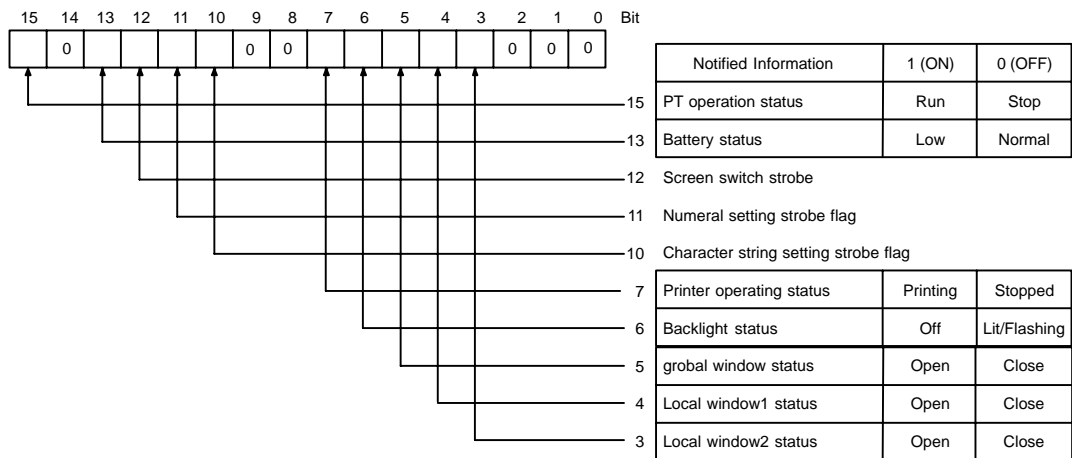 15 14 13 12 11 10 9 8 7 6 5 4 3 2 1 0 Bit
0 0 0 0 0 0
Notified Information 1 (ON) 0 (OFF)
15 PT operation status Run Stop
13 Battery status Low Normal
12 Screen switch strobe
11 Numeral setting strobe flag
10 Character string setting strobe flag
7 Printer operating status Printing Stopped
6 Backlight status Off Lit/Flashing
5 grobal window status Open Close
4 Local window1 status Open Close
3 Local window2 status Open Close